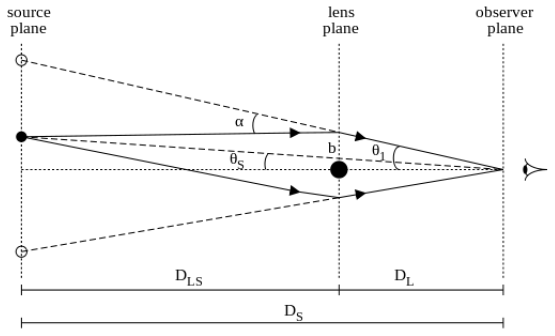 source lens observer
plane plane plane
α
b
θ1
θS
DLS
DL
DS